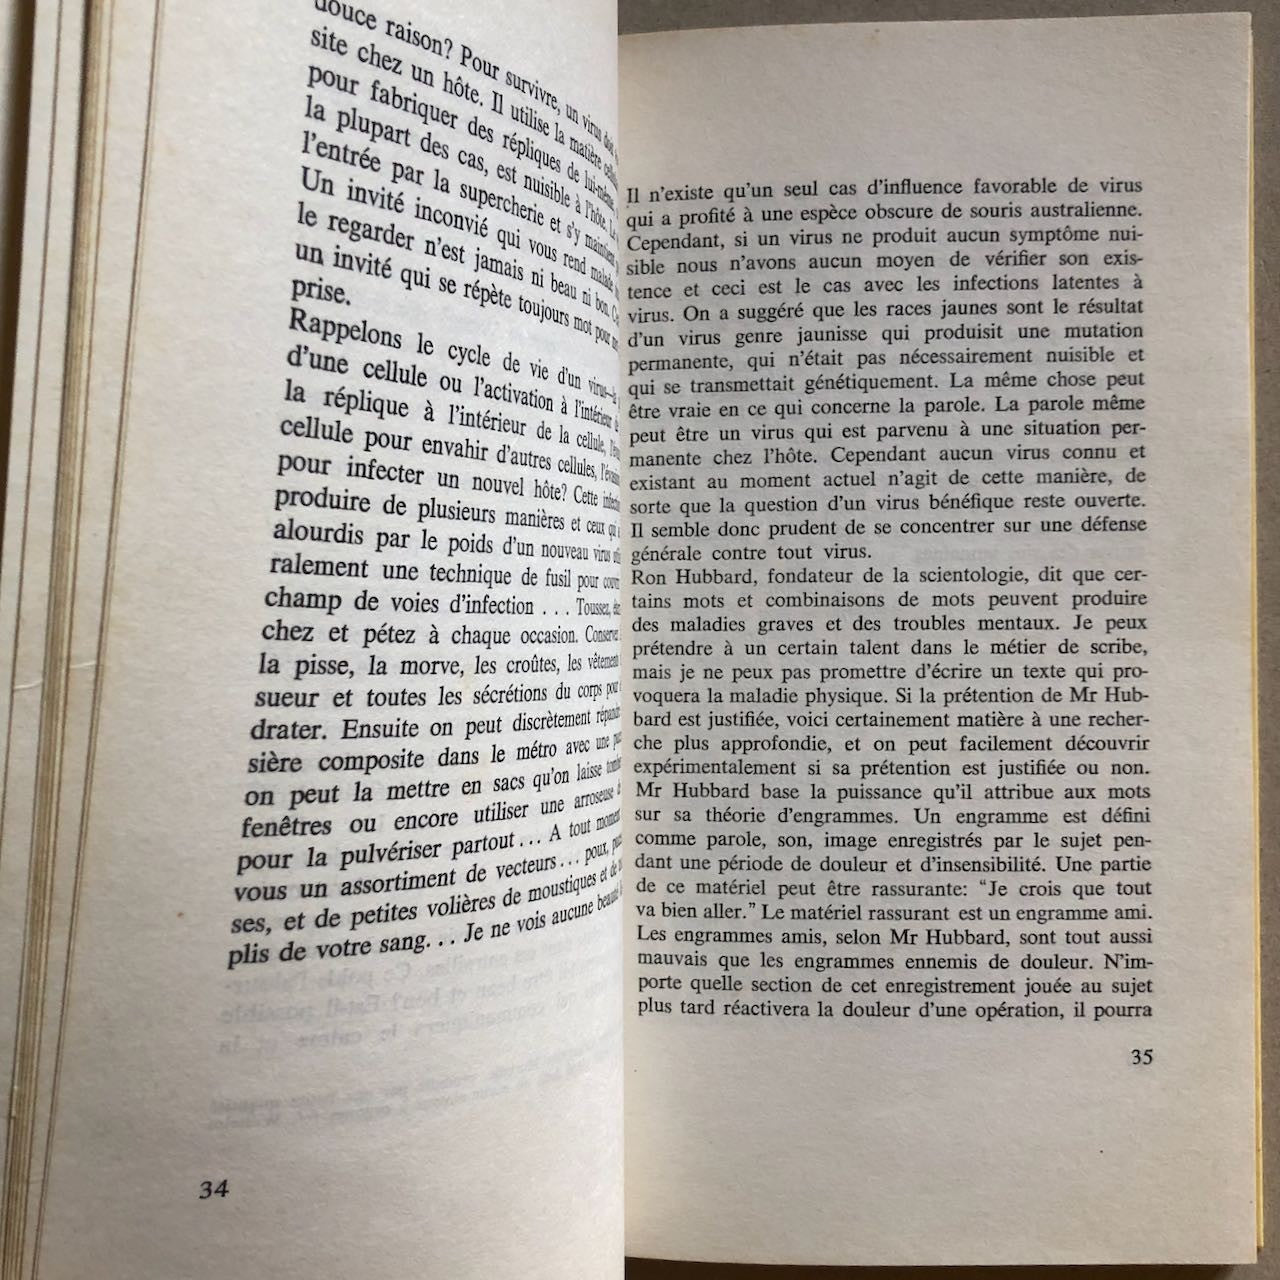 douce raison? Pour survivre, un virus doit
site chez un hôte. Il utilise la matière
pour fabriquer des répliques de lui-même,
la plupart des cas, est nuisible à l'hôte. Le
l'entrée par la supercherie et s'y maintient
Un invité inconvié qui vous rend malade
le regarder n'est jamais ni beau ni bon.
un invité qui se répète toujours mot pour
prise.
Rappelons le cycle de vie d'un virus—
d'une cellule ou l'activation à l'intérieur
la réplique à l'intérieur de la cellule,
cellule pour envahir d'autres cellules,
pour infecter un nouvel hôte? Cette
produire de plusieurs manières et ceux qui
alourdis par le poids d'un nouveau virus
ralement une technique de fusil pour
champ de voies d'infection . . . Toussez,
chez et pétez à chaque occasion. Conservez
la pisse, la morve, les croûtes, les
sueur et toutes les sécrétions du corps pour
drater. Ensuite on peut discrètement
sière composite dans le métro avec une
on peut la mettre en sacs qu'on laisse
fenêtres ou encore utiliser une arroseuse
pour la pulvériser partout . . . A tout moment
vous un assortiment de vecteurs . . . poux,
ses, et de petites volières de moustiques et de
plis de votre sang. . . Je ne vois aucune beauté
34
Il n'existe qu'un seul cas d'influence favorable de virus
qui a profité à une espèce obscure de souris australienne.
Cependant, si un virus ne produit aucun symptôme nui-
sible nous n'avons aucun moyen de vérifier son exis-
tence et ceci est le cas avec les infections latentes à
virus. On a suggéré que les races jaunes sont le résultat
d'un virus genre jaunisse qui produisit une mutation
permanente, qui n'était pas nécessairement nuisible et
qui se transmettait génétiquement. La même chose peut
être vraie en ce qui concerne la parole. La parole même
peut être un virus qui est parvenu à une situation per-
manente chez l'hôte. Cependant aucun virus connu et
existant au moment actuel n'agit de cette manière, de
sorte que la question d'un virus bénéfique reste ouverte.
Il semble donc prudent de se concentrer sur une défense
générale contre tout virus.
Ron Hubbard, fondateur de la scientologie, dit que cer-
tains mots et combinaisons de mots peuvent produire
des maladies graves et des troubles mentaux. Je peux
prétendre à un certain talent dans le métier de scribe,
mais je ne peux pas promettre d'écrire un texte qui pro-
voquera la maladie physique. Si la prétention de Mr Hub-
bard est justifiée, voici certainement matière à une recher-
che plus approfondie, et on peut facilement découvrir
expérimentalement si sa prétention est justifiée ou non.
Mr Hubbard base la puissance qu'il attribue aux mots
sur sa théorie d'engrammes. Un engramme est défini
comme parole, son, image enregistrés par le sujet pen-
dant une période de douleur et d'insensibilité. Une partie
de ce matériel peut être rassurante: "Je crois que tout
va bien aller." Le matériel rassurant est un engramme ami.
Les engrammes amis, selon Mr Hubbard, sont tout aussi
mauvais que les engrammes ennemis de douleur. N'im-
porte quelle section de cet enregistrement jouée au sujet
plus tard réactivera la douleur d'une opération, il pourra
35